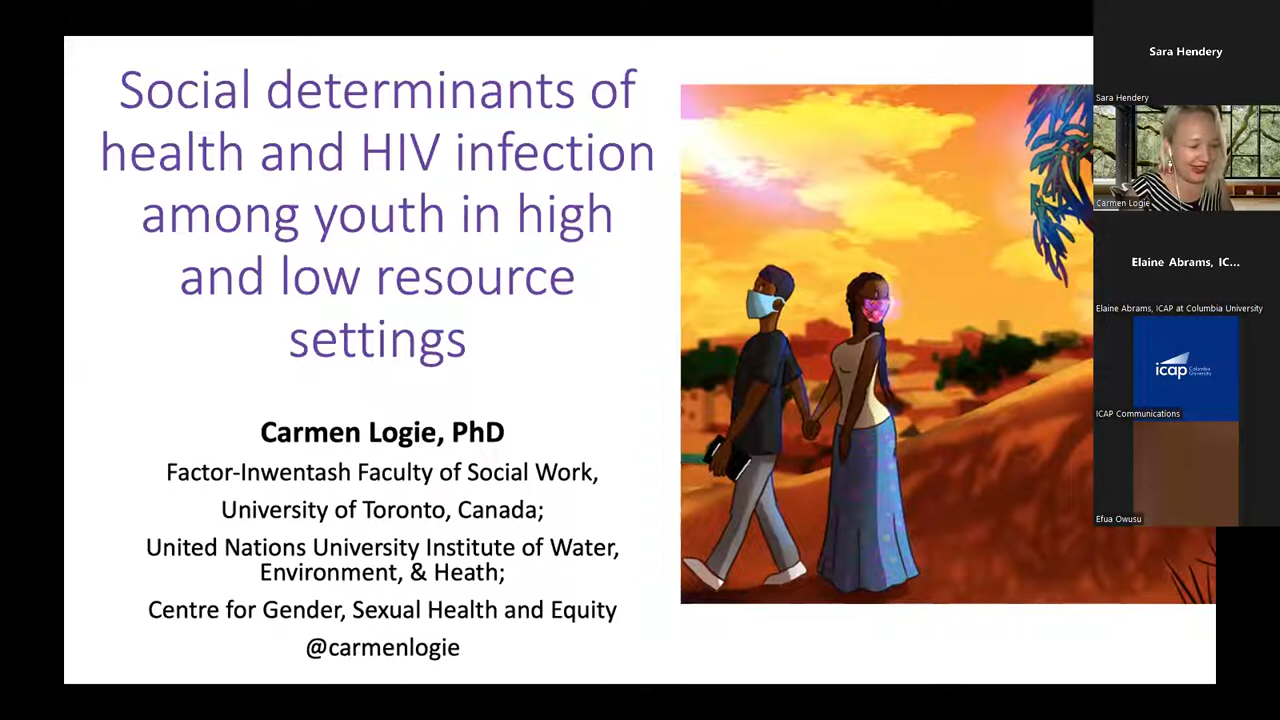 Social determinants of
health and HIV infection
among youth in high
and low resource
settings
Carmen Logie, PhD
Factor-Inwentash Faculty of Social Work,
University of Toronto, Canada;
United Nations University Institute of Water,
Environment, & Heath;
Centre for Gender, Sexual Health and Equity
@carmenlogie
Sara Hendery
Sara Hendery
Carmen Logie
Elaine Abrams, IC...
Elaine Abrams, ICAP at Columbia University
icap Columbia
University
ICAP Communications
Efua Owusu